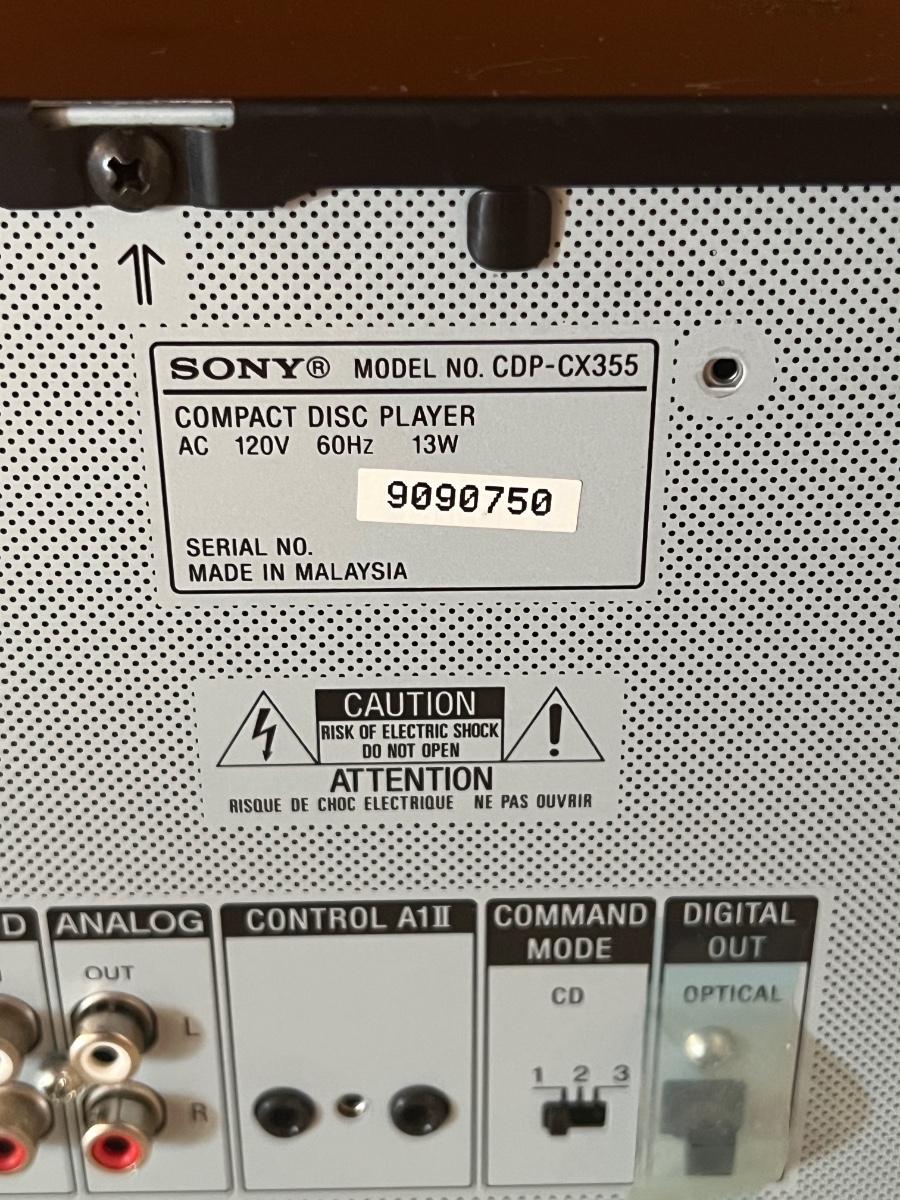 SONY® MODEL NO. CDP-CX355
COMPACT DISC PLAYER
AC 120V 60Hz 13W
9090750
SERIAL NO.
MADE IN MALAYSIA
CAUTION
RISK OF ELECTRIC SHOCK
DO NOT OPEN
ATTENTION
RISQUE DE CHOC ELECTRIQUE NE PAS OUVRIR
D
ANALOG
OUT
L
R
CONTROL A1Ⅱ
COMMAND
MODE
CD
1 2 3
DIGITAL
OUT
OPTICAL